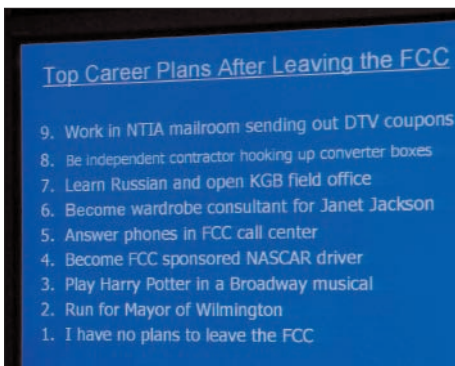 Top Career Plans After Leaving the FCC
9. Work in NTIA mailroom sending out DTV coupons
8. Be independent contractor hooking up converter boxes
7. Learn Russian and open KGB field office
6. Become wardrobe consultant for Janet Jackson
5. Answer phones in FCC call center
4. Become FCC sponsored NASCAR driver
3. Play Harry Potter in a Broadway musical
2. Run for Mayor of Wilmington
1. I have no plans to leave the FCC